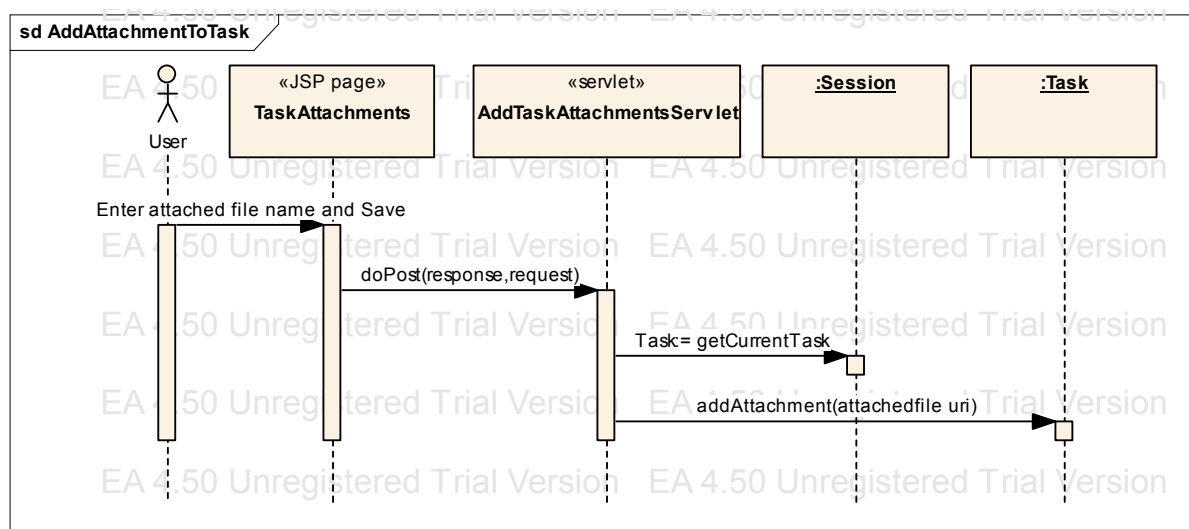 EA 4.50 Unregistered Trial Version EA 4.50 Unregistered Trial Version
sd AddAttachmentToTask
User
«JSP page»
TaskAttachments
«servlet»
AddTaskAttachmentsServlet
:Session
:Task
EA 4.50 Unregistered Trial Version EA 4.50 Unregistered Trial Version
Enter attached file name and Save
EA 4.50 Unregistered Trial Version EA 4.50 Unregistered Trial Version
doPost(response,request)
EA 4.50 Unregistered Trial Version EA 4.50 Unregistered Trial Version
Task:= getCurrentTask
addAttachment(attachedfile uri)
EA 4.50 Unregistered Trial Version EA 4.50 Unregistered Trial Version
EA 4.50 Unregistered Trial Version EA 4.50 Unregistered Trial Version